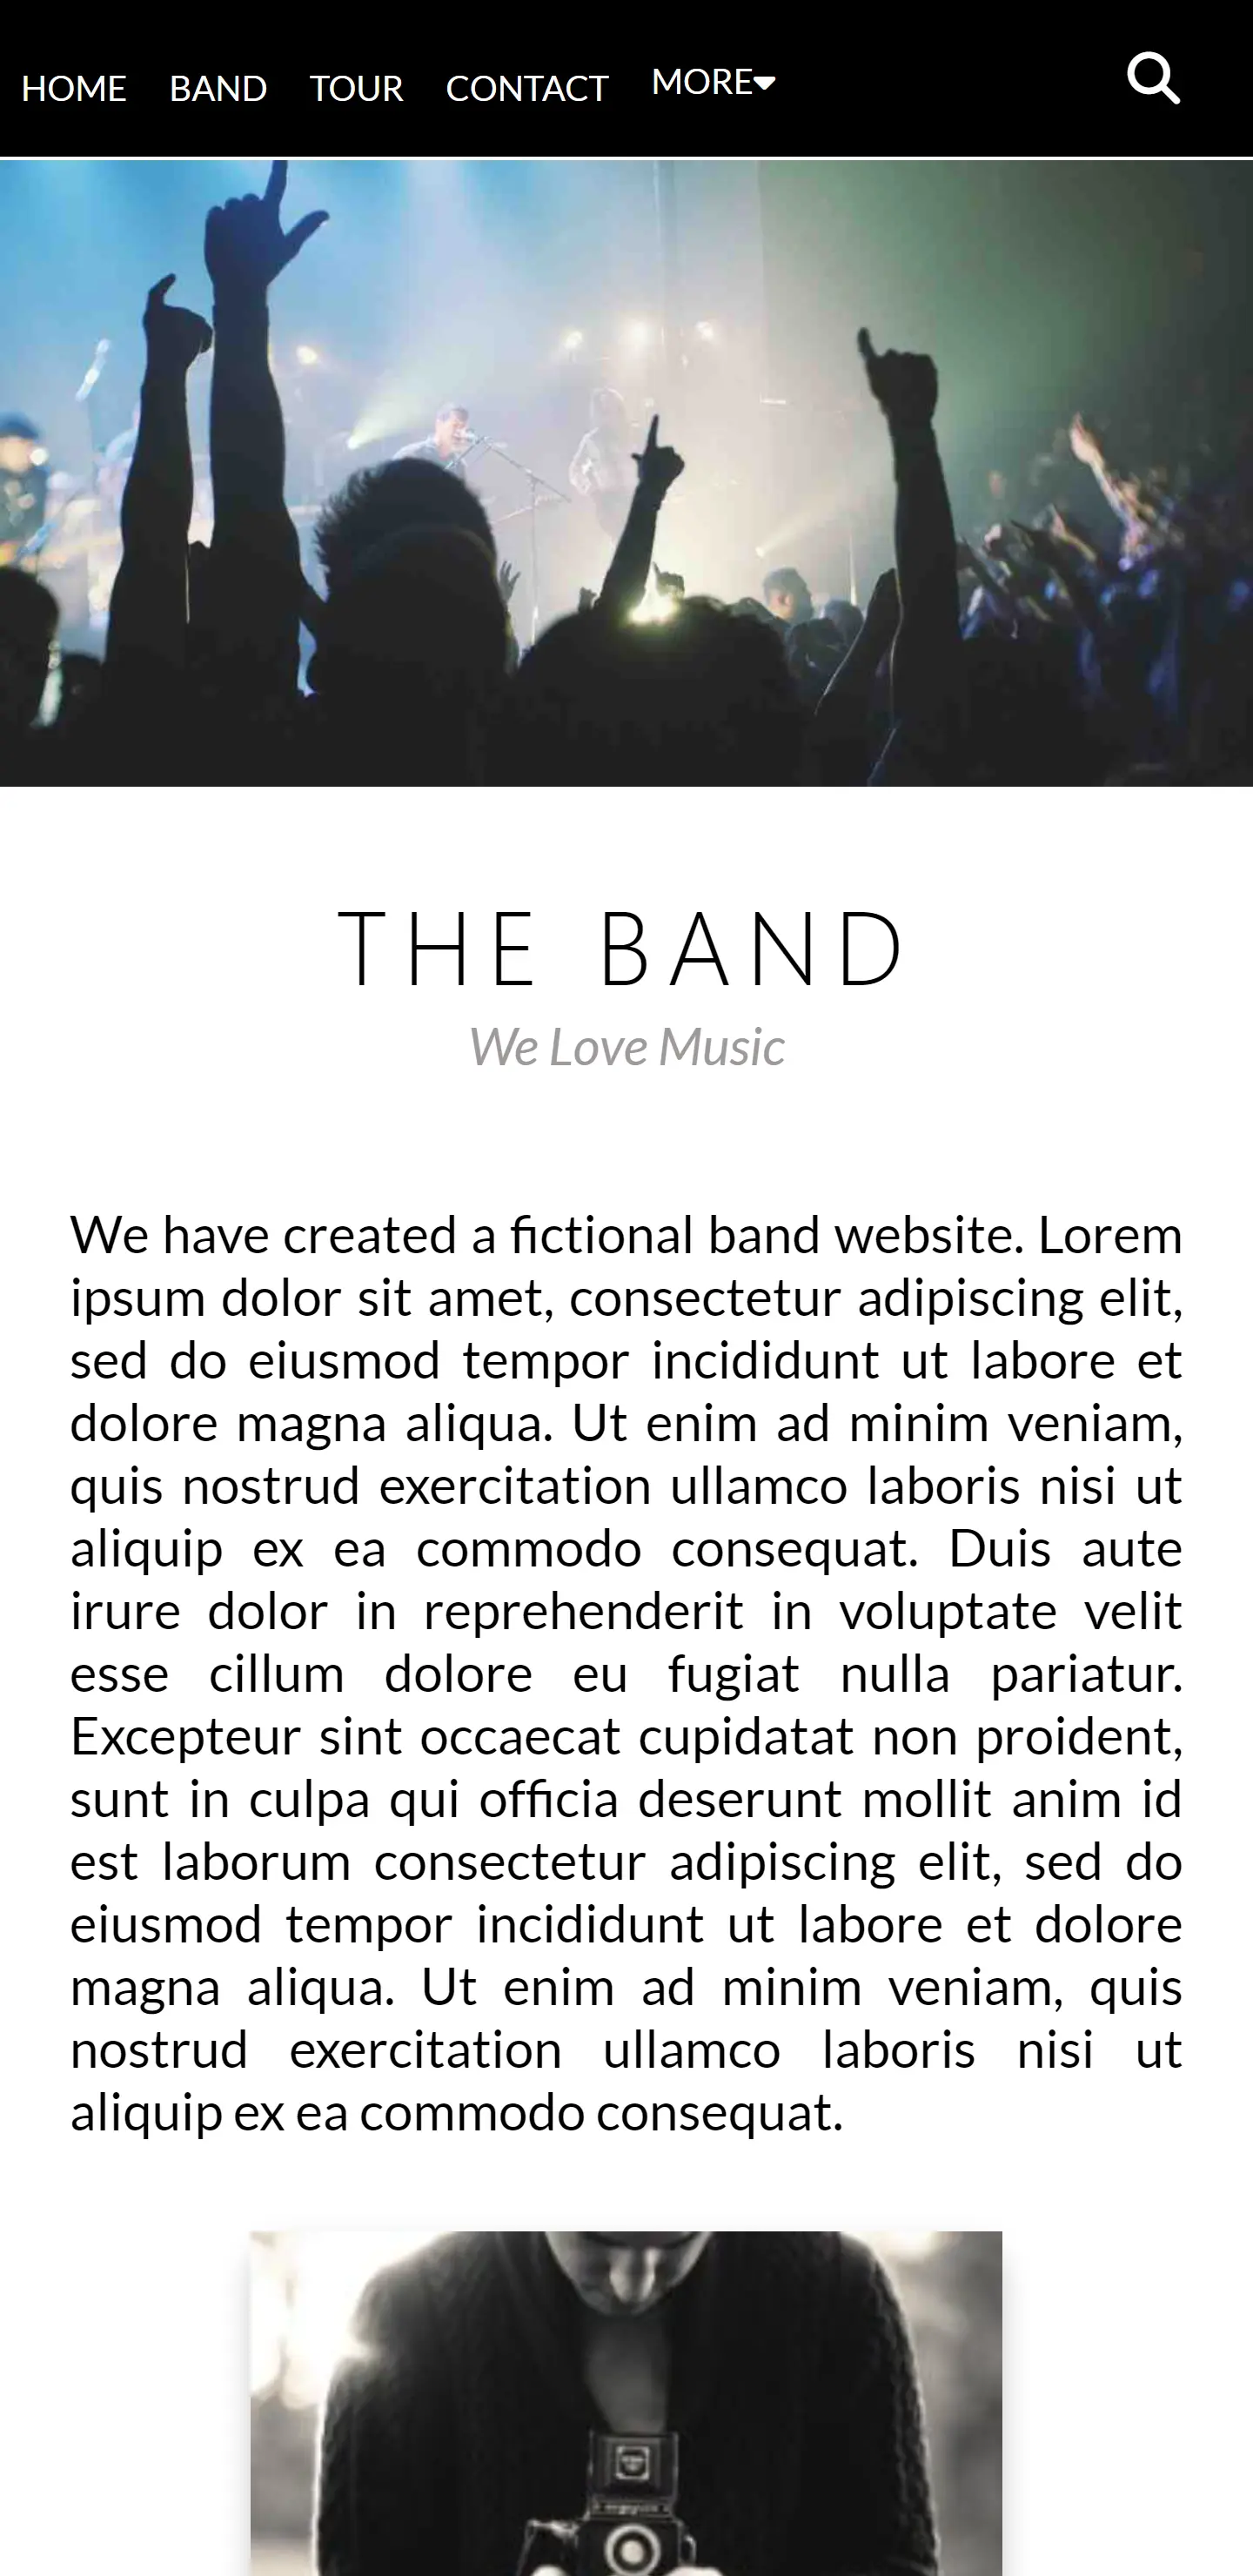 HOME BAND TOUR CONTACT MORE
THE BAND
We Love Music
We have created a fictional band website. Lorem
ipsum dolor sit amet, consectetur adipiscing elit,
sed do eiusmod tempor incididunt ut labore et
dolore magna aliqua. Ut enim ad minim veniam,
quis nostrud exercitation ullamco laboris nisi ut
aliquip ex ea commodo consequat. Duis aute
irure dolor in reprehenderit in voluptate velit
esse cillum dolore eu fugiat nulla pariatur.
Excepteur sint occaecat cupidatat non proident,
sunt in culpa qui officia deserunt mollit anim id
est laborum consectetur adipiscing elit, sed do
eiusmod tempor incididunt ut labore et dolore
magna aliqua. Ut enim ad minim veniam, quis
nostrud exercitation ullamco laboris nisi ut
aliquip ex ea commodo consequat.